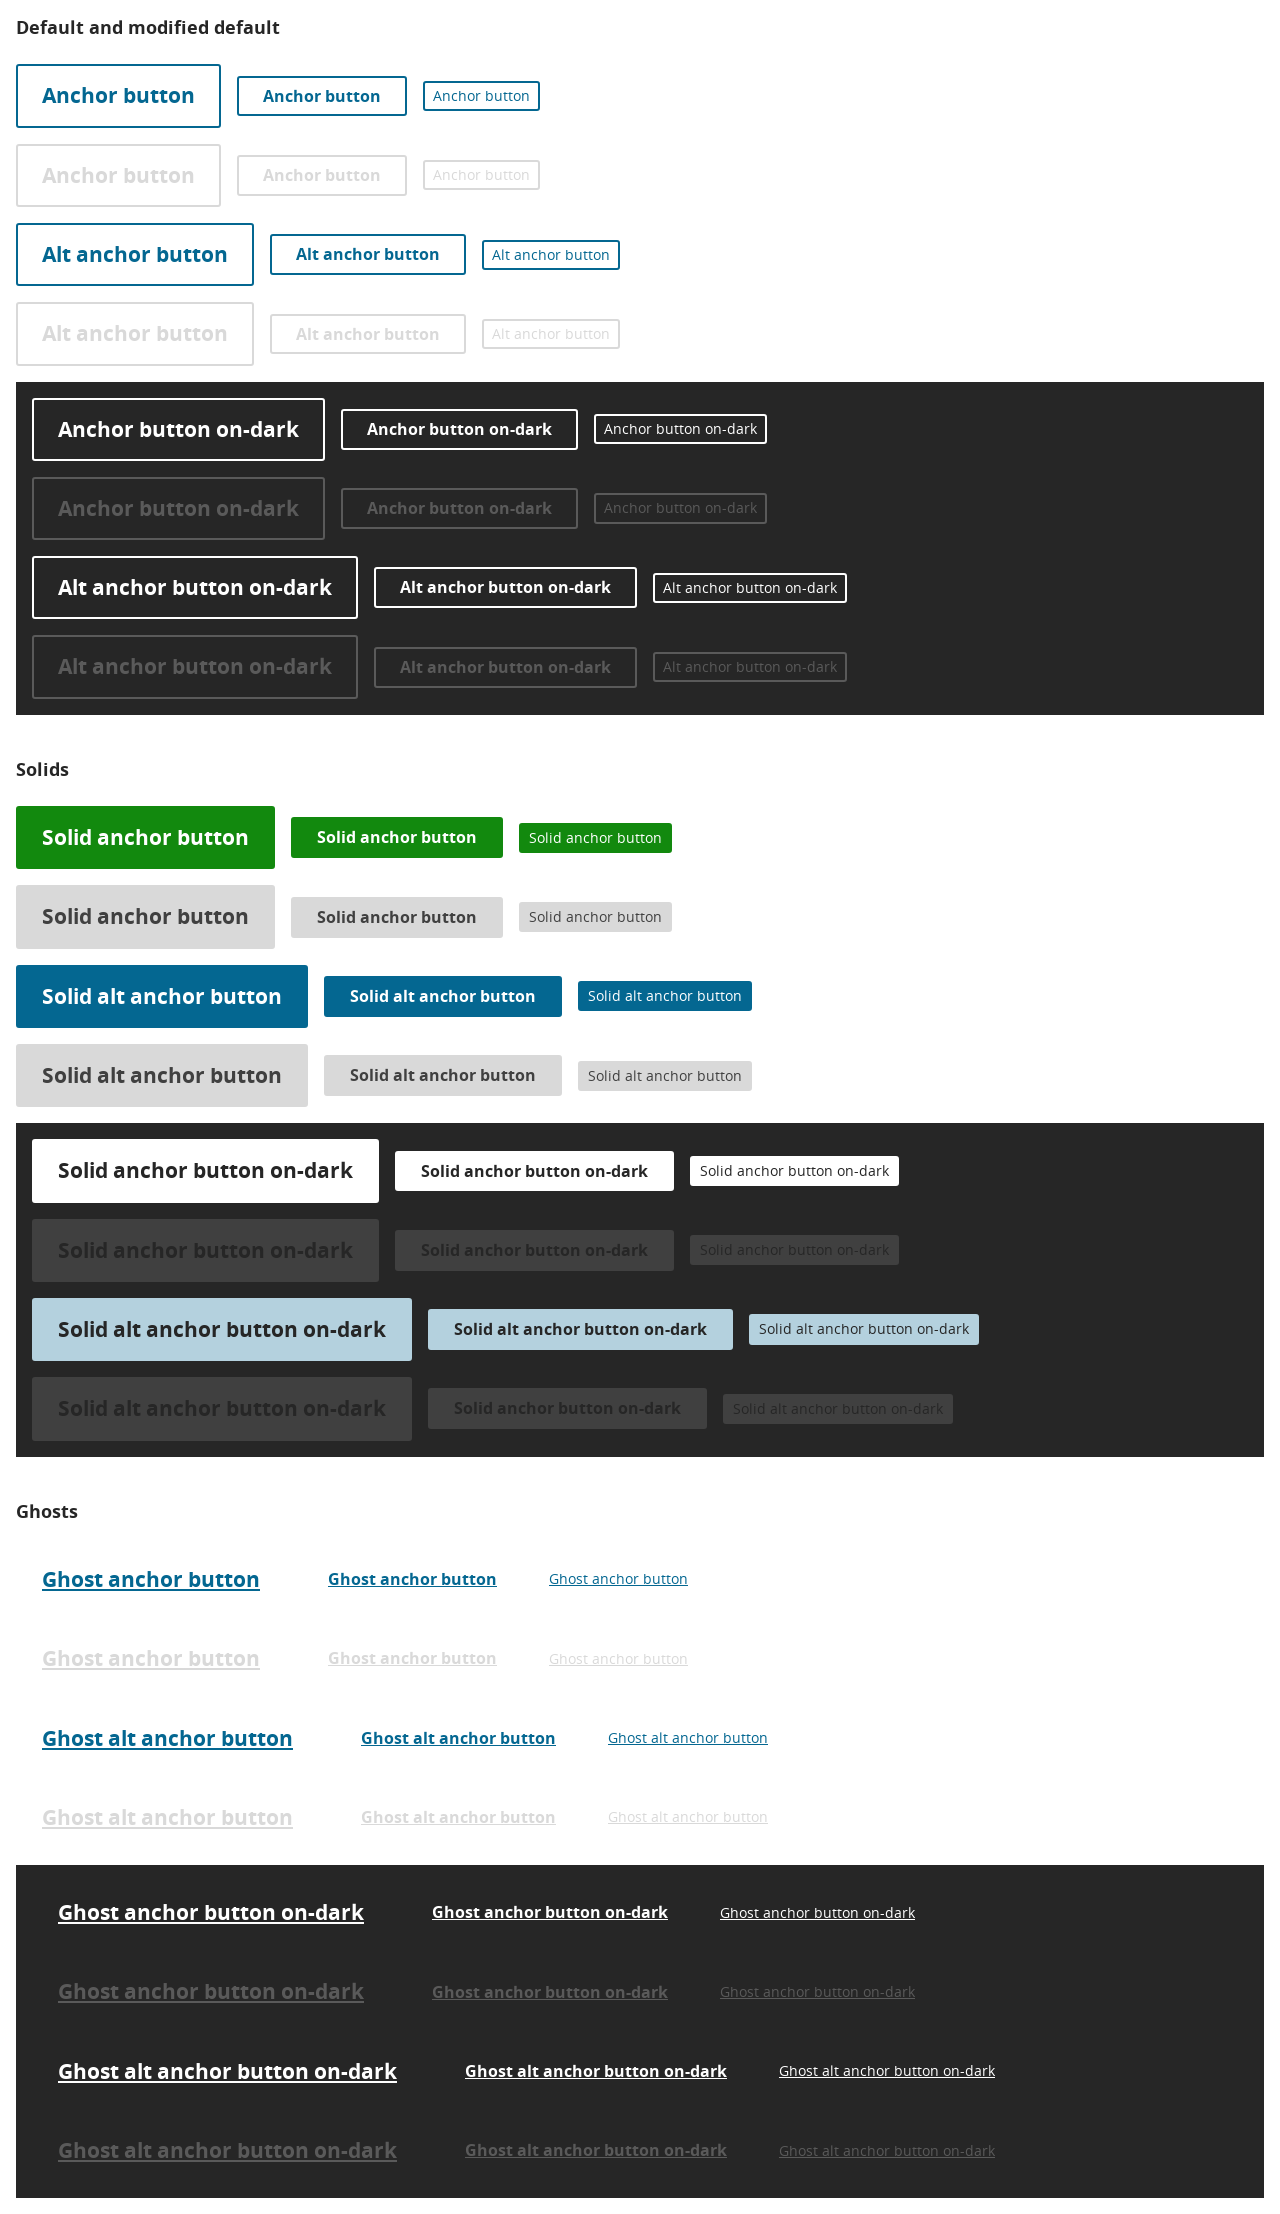 Default and modified default
Anchor button Anchor button Anchor button
Anchor button Anchor button Anchor button
Alt anchor button Alt anchor button Alt anchor button
Alt anchor button Alt anchor button Alt anchor button
Anchor button on-dark Anchor button on-dark Anchor button on-dark
Anchor button on-dark Anchor button on-dark Anchor button on-dark
Alt anchor button on-dark Alt anchor button on-dark Alt anchor button on-dark
Alt anchor button on-dark Alt anchor button on-dark Alt anchor button on-dark
Solids
Solid anchor button Solid anchor button Solid anchor button
Solid anchor button Solid anchor button Solid anchor button
Solid alt anchor button Solid alt anchor button Solid alt anchor button
Solid alt anchor button Solid alt anchor button Solid alt anchor button
Solid anchor button on-dark Solid anchor button on-dark Solid anchor button on-dark
Solid anchor button on-dark Solid anchor button on-dark Solid anchor button on-dark
Solid alt anchor button on-dark Solid alt anchor button on-dark Solid alt anchor button on-dark
Solid alt anchor button on-dark Solid anchor button on-dark Solid alt anchor button on-dark
Ghosts
Ghost anchor button Ghost anchor button Ghost anchor button
Ghost anchor button Ghost anchor button Ghost anchor button
Ghost alt anchor button Ghost alt anchor button Ghost alt anchor button
Ghost alt anchor button Ghost alt anchor button Ghost alt anchor button
Ghost anchor button on-dark Ghost anchor button on-dark Ghost anchor button on-dark
Ghost anchor button on-dark Ghost anchor button on-dark Ghost anchor button on-dark
Ghost alt anchor button on-dark Ghost alt anchor button on-dark Ghost alt anchor button on-dark
Ghost alt anchor button on-dark Ghost alt anchor button on-dark Ghost alt anchor button on-dark